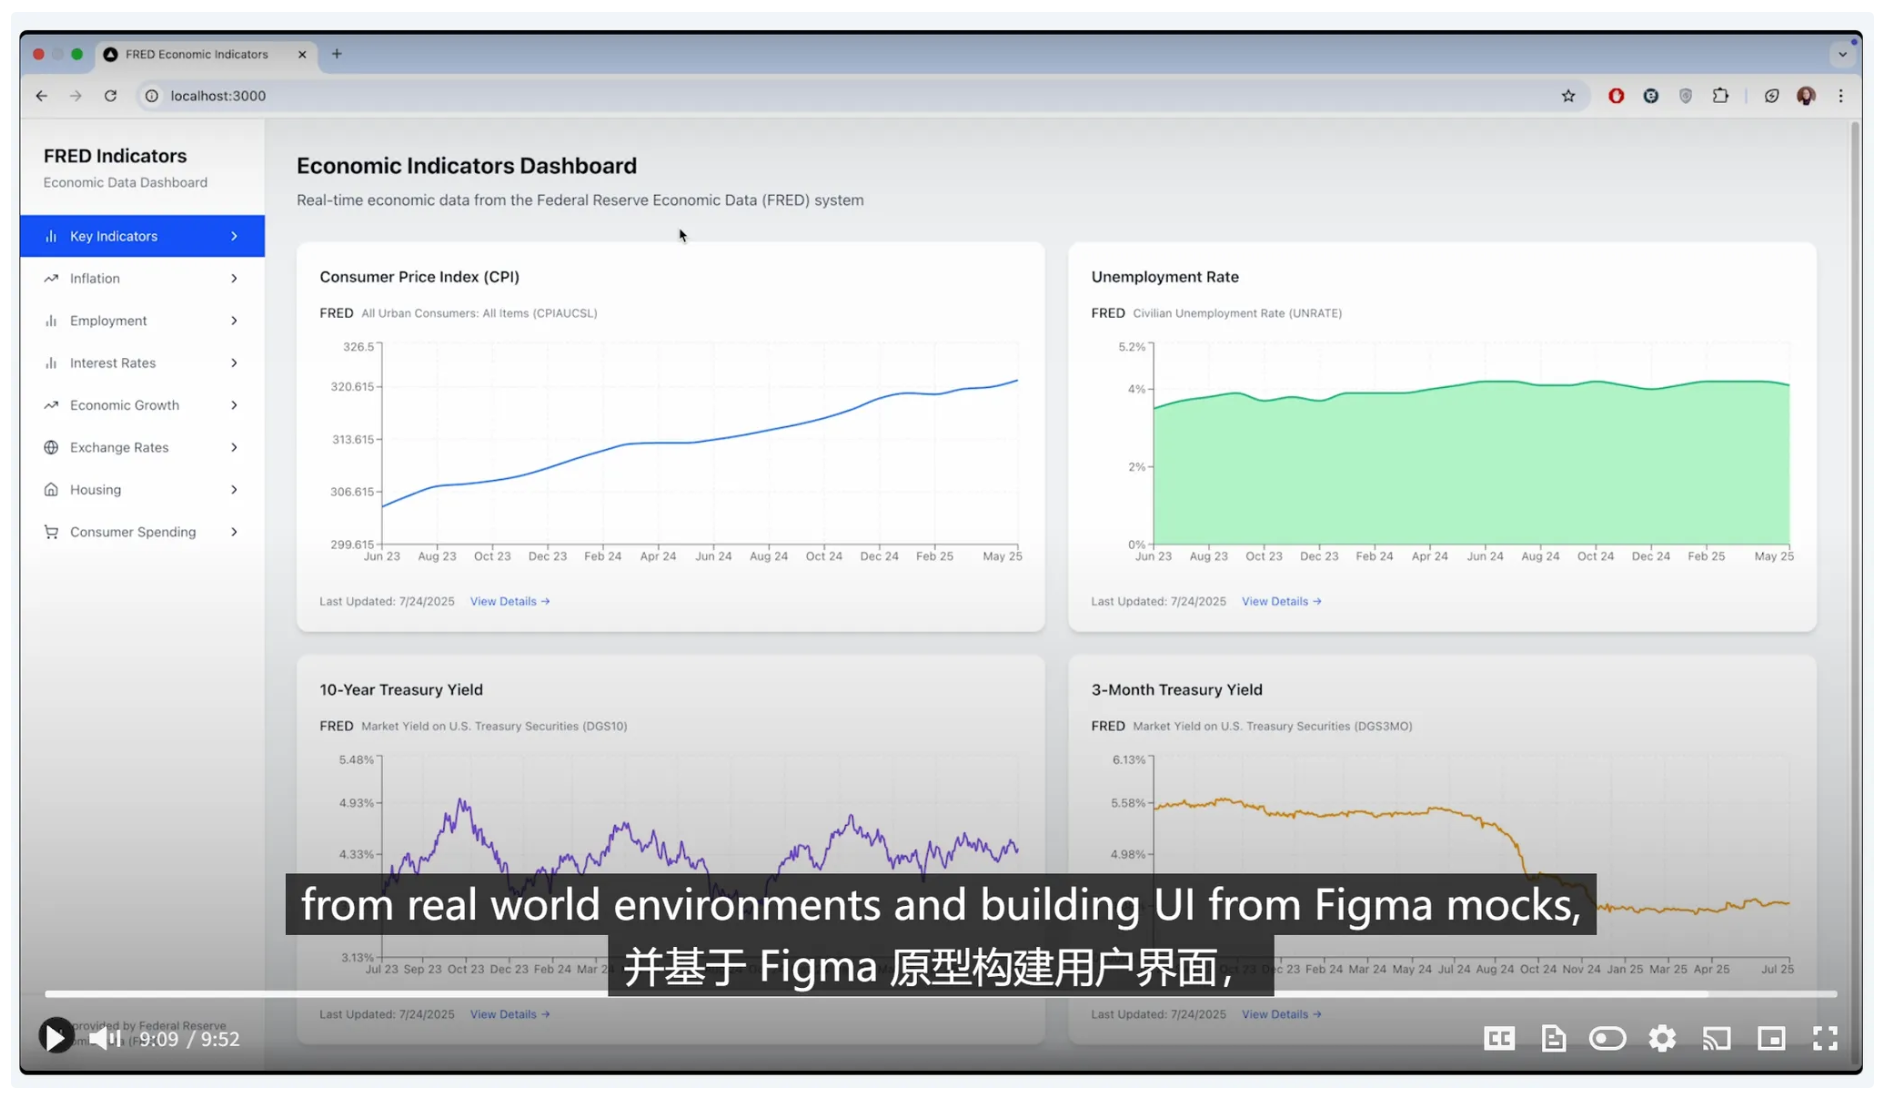 FRED Economic Indicators
localhost:3000
FRED Indicators
Economic Data Dashboard
Key Indicators
Inflation
Employment
Interest Rates
Economic Growth
Exchange Rates
Housing
Consumer Spending
Economic Indicators Dashboard
Real-time economic data from the Federal Reserve Economic Data (FRED) system
Consumer Price Index (CPI)
FRED All Urban Consumers: All Items (CPIAUCSL)
326.5
320.615
313.615
306.615
299.615
Jun 23 Aug 23 Oct 23 Dec 23 Feb 24 Apr 24 Jun 24 Aug 24 Oct 24 Dec 24 Feb 25 May 25
Last Updated: 7/24/2025 View Details →
Unemployment Rate
FRED Civilian Unemployment Rate (UNRATE)
5.2%
4%
2%
0%
Jun 23 Aug 23 Oct 23 Dec 23 Feb 24 Apr 24 Jun 24 Aug 24 Oct 24 Dec 24 Feb 25 May 25
Last Updated: 7/24/2025 View Details →
10-Year Treasury Yield
FRED Market Yield on U.S. Treasury Securities (DGS10)
5.48%
4.93%
4.33%
3.13%
Jul 23 Sep 23 Oct 23 Dec 23 Feb 24 Mar
Last Updated: 7/24/2025 View Details →
3-Month Treasury Yield
FRED Market Yield on U.S. Treasury Securities (DGS3MO)
6.13%
5.58%
4.98%
23 Feb 24 Mar 24 May 24 Jul 24 Aug 24 Oct 24 Nov 24 Jan 25 Mar 25 Apr 25 Jul 25
Last Updated: 7/24/2025 View Details →
from real world environments and building UI from Figma mocks,
并基于 Figma 原型构建用户界面，
provided by Federal Reserve
9:09 / 9:52
CC